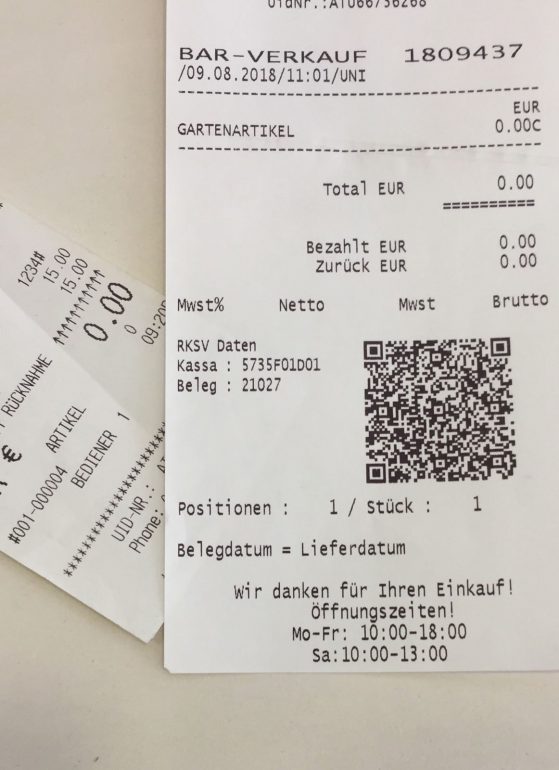 BAR-VERKAUF 1809437
/09.08.2018/11:01/UNI
--------------------------------
EUR
GARTENARTIKEL 0.00C
--------------------------------
Total EUR 0.00
==========
Bezahlt EUR 0.00
Zurück EUR 0.00
Mwst% Netto Mwst Brutto
RKSV Daten
Kassa : 5735F01D01
Beleg : 21027
Positionen : 1 / Stück : 1
Belegdatum = Lieferdatum
Wir danken für Ihren Einkauf!
Öffnungszeiten!
Mo-Fr: 10:00-18:00
Sa:10:00-13:00
1234#
15.00
15.00
0.00
0
RÜCKNAHME
€
#001-000004 ARTIKEL
BEDIENER 1
UID-NR.:
Phone: